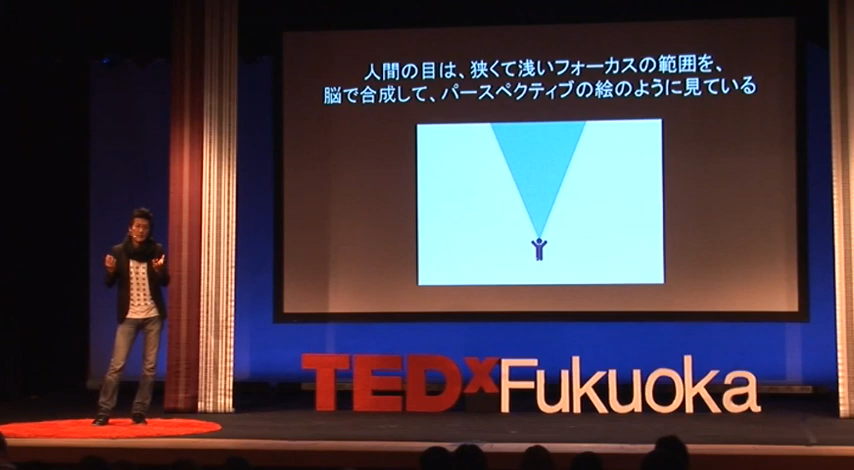 人間の目は、狭くて浅いフォーカスの範囲を、
脳で合成して、パースペクティブの絵のように見ている
TEDxFukuoka